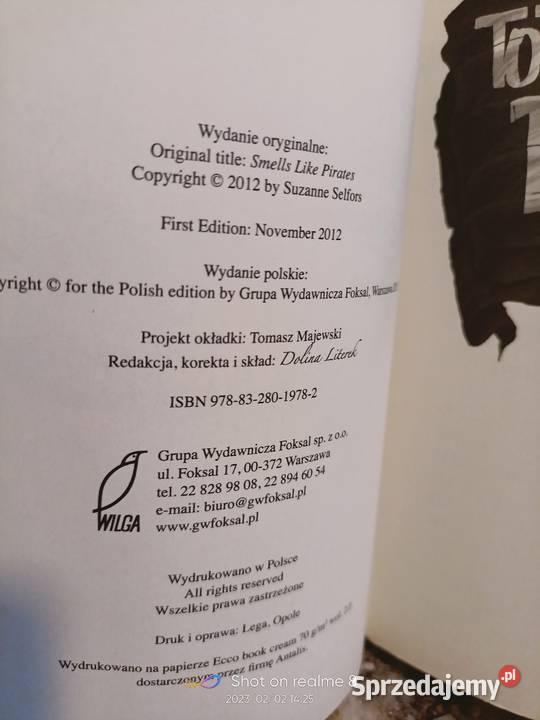 Wydanie oryginalne:
Original title: Smells Like Pirates
Copyright © 2012 by Suzanne Selfors
First Edition: November 2012
Wydanie polskie:
yright © for the Polish edition by Grupa Wydawnicza Foksal, Warszawa
Projekt okładki: Tomasz Majewski
Redakcja, korekta i skład: Dolina Literek
ISBN 978-83-280-1978-2
Grupa Wydawnicza Foksal sp. z o.o.
ul. Foksal 17, 00-372 Warszawa
tel. 22 828 98 08, 22 894 60 54
e-mail: biuro@gwfoksal.pl
www.gwfoksal.pl
WILGA
Wydrukowano w Polsce
All rights reserved
Wszelkie prawa zastrzeżone
Druk i oprawa: Lega, Opole
Wydrukowano na papierze Ecco book cream 70 g/m² wol. 2,0
dostarczonym przez firmę Antalis.
Shot on realme 8
2023.02.02 14:25
Sprzedajemy.pl